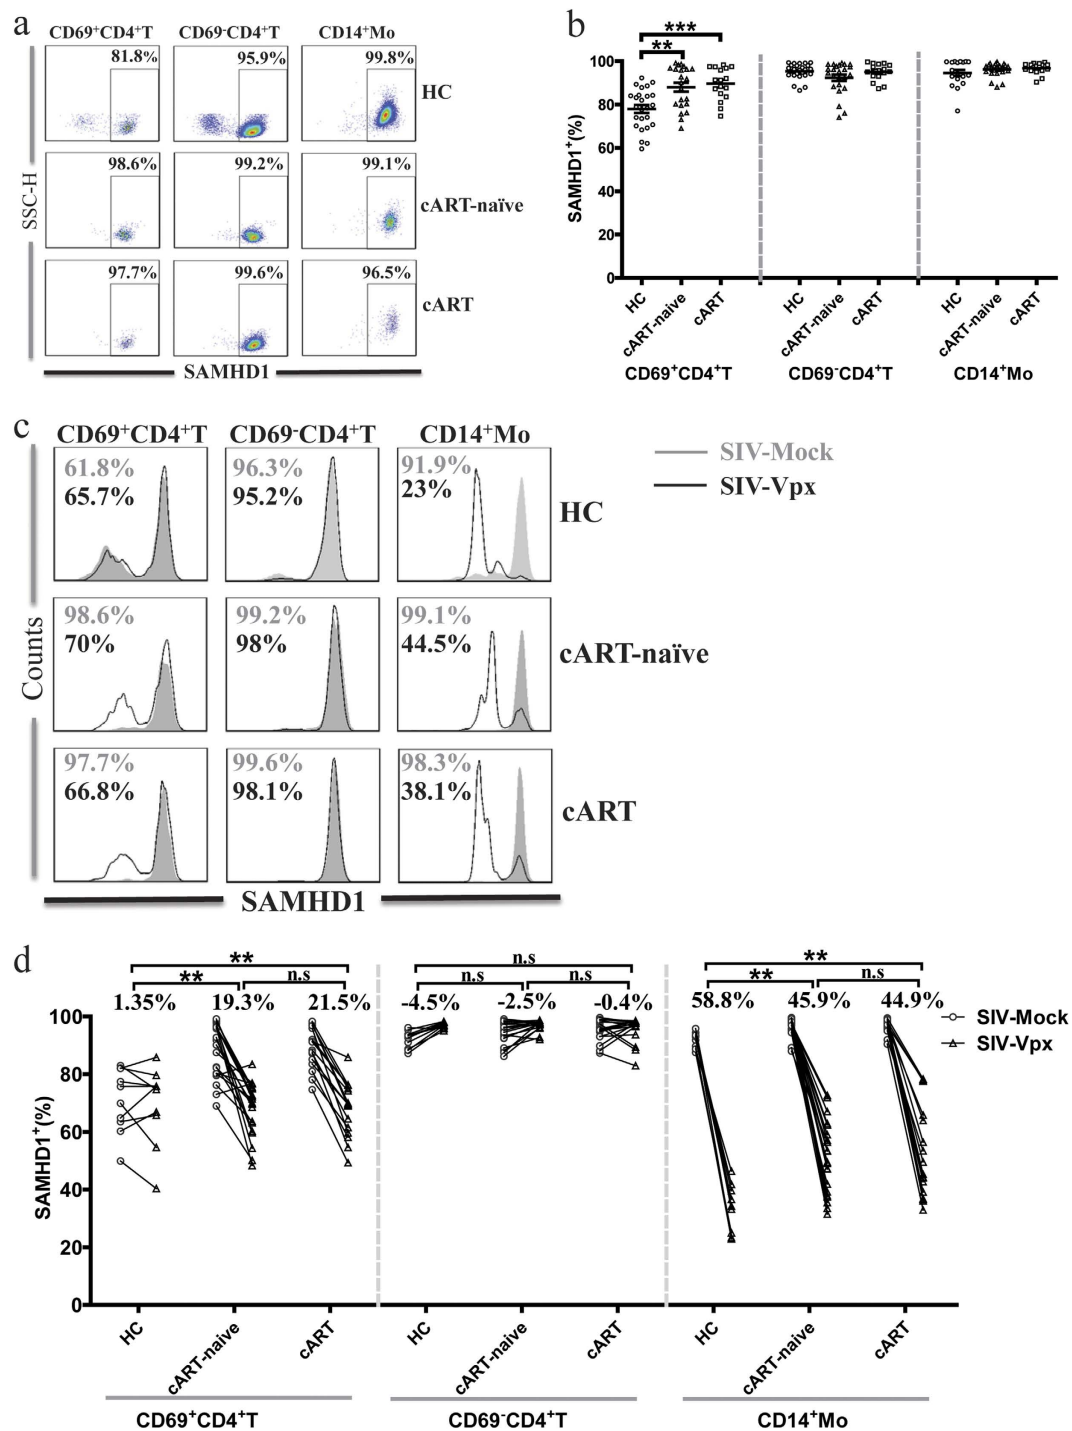 a
CD69⁺CD4⁺T CD69⁻CD4⁺T CD14⁺Mo
81.8% 95.9% 99.8%
HC
98.6% 99.2% 99.1%
cART-naïve
97.7% 99.6% 96.5%
cART
SSC-H
SAMHD1
b
***
**
100
80
60
40
20
0
SAMHD1⁺(%)
HC cART-naive cART HC cART-naive cART HC cART-naive cART
CD69⁺CD4⁺T CD69⁻CD4⁺T CD14⁺Mo
c
CD69⁺CD4⁺T CD69⁻CD4⁺T CD14⁺Mo
SIV-Mock
SIV-Vpx
61.8% 96.3% 91.9%
65.7% 95.2% 23%
HC
98.6% 99.2% 99.1%
70% 98% 44.5%
cART-naïve
97.7% 99.6% 98.3%
66.8% 98.1% 38.1%
cART
Counts
SAMHD1
d
** n.s **
** n.s n.s n.s ** n.s
1.35% 19.3% 21.5% -4.5% -2.5% -0.4% 58.8% 45.9% 44.9%
SIV-Mock
SIV-Vpx
100
80
60
40
20
0
SAMHD1⁺(%)
HC cART-naive cART HC cART-naive cART HC cART-naive cART
CD69⁺CD4⁺T CD69⁻CD4⁺T CD14⁺Mo